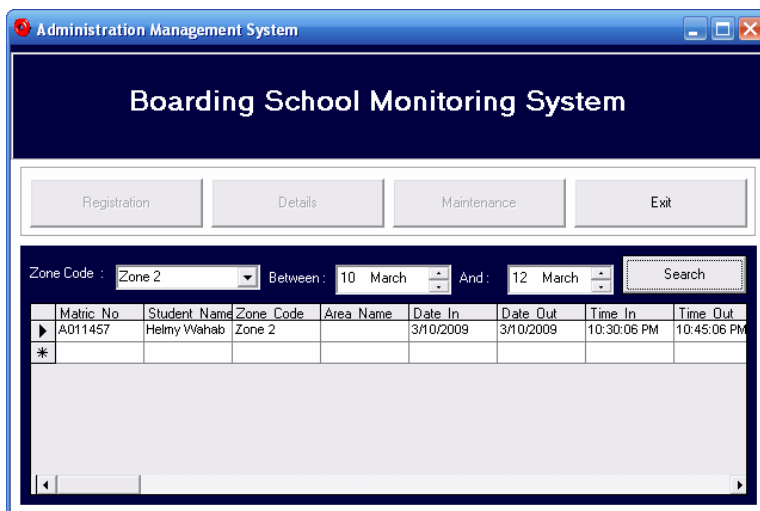 Administration Management System
Boarding School Monitoring System
Registration Details Maintenance Exit
Zone Code : Zone 2 Between : 10 March And : 12 March Search
Matric No Student Name Zone Code Area Name Date In Date Out Time In Time Out
A011457 Helmy Wahab Zone 2 3/10/2009 3/10/2009 10:30:06 PM 10:45:06 PM